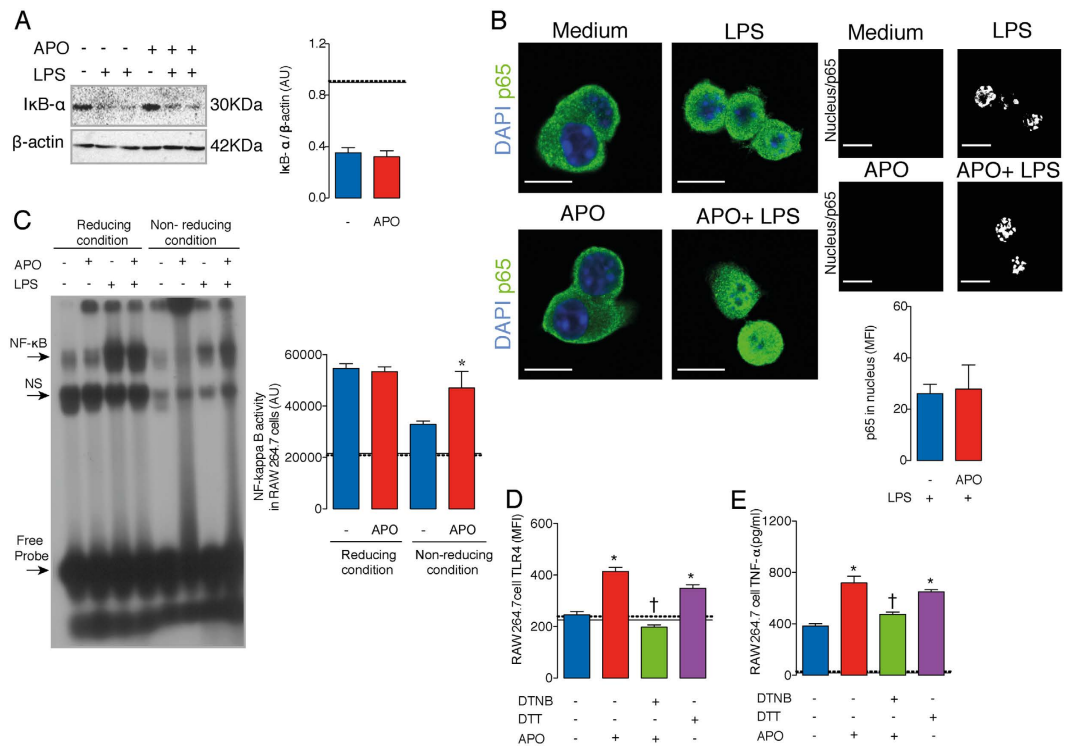 A
APO - - - + + +
LPS - + + - + +
IκB-α 30KDa
β-actin 42KDa
IκB- α / β-actin (AU)
1.2
0.8
0.4
0.0
- APO
B
Medium LPS
DAPI p65
APO APO+ LPS
DAPI p65
Medium LPS
Nucleus/p65
APO APO+ LPS
Nucleus/p65
p65 in nucleus (MFI)
60
40
20
0
- APO
LPS + +
C
Reducing condition Non- reducing condition
APO - + - + - + - +
LPS - - + + - - + +
NF-κB
NS
Free Probe
NF-kappa B activity
in RAW 264.7 cells (AU)
60000
40000
20000
0
*
- APO - APO
Reducing condition Non-reducing condition
D
RAW 264.7cell TLR4 (MFI)
600
400
200
0
* † *
DTNB - - + -
DTT - - - +
APO - + + -
E
RAW 264.7 cell TNF-α(pg/ml)
1200
800
400
0
* † *
DTNB - - + -
DTT - - - +
APO - + + -